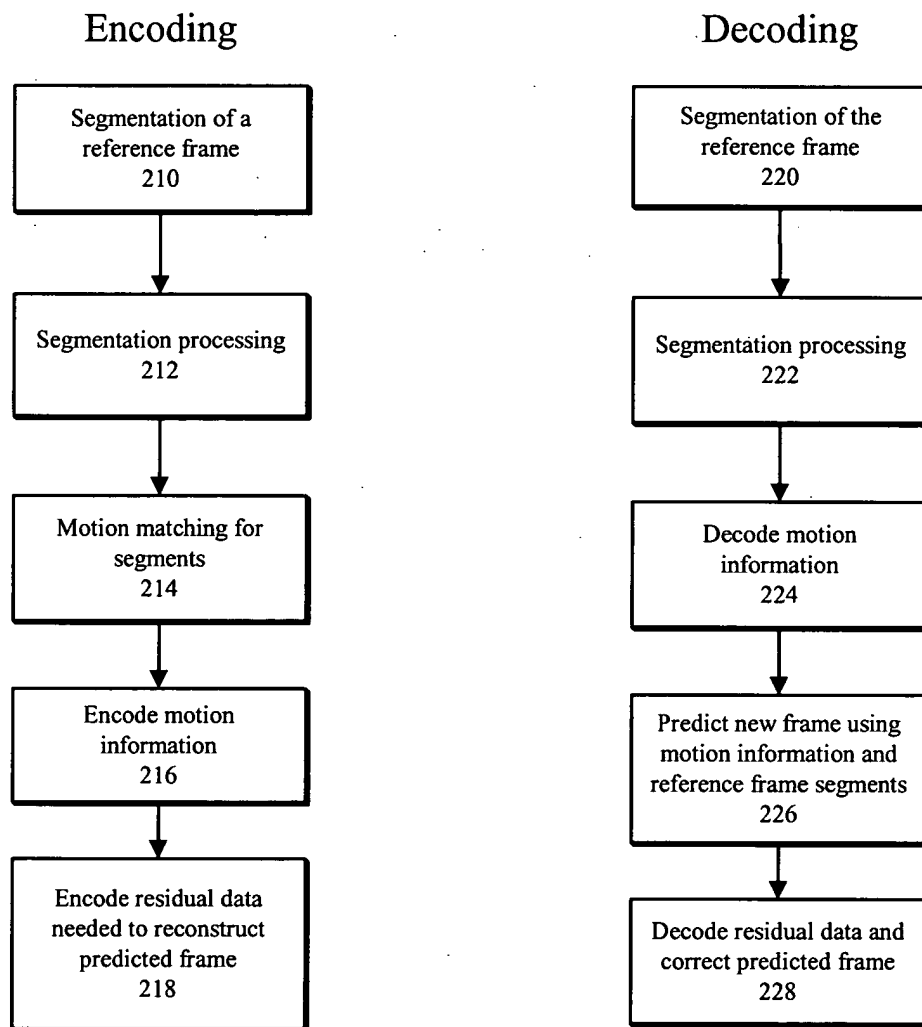 Encoding
Segmentation of a
reference frame
210
Segmentation processing
212
Motion matching for
segments
214
Encode motion
information
216
Encode residual data
needed to reconstruct
predicted frame
218
Decoding
Segmentation of the
reference frame
220
Segmentation processing
222
Decode motion
information
224
Predict new frame using
motion information and
reference frame segments
226
Decode residual data and
correct predicted frame
228